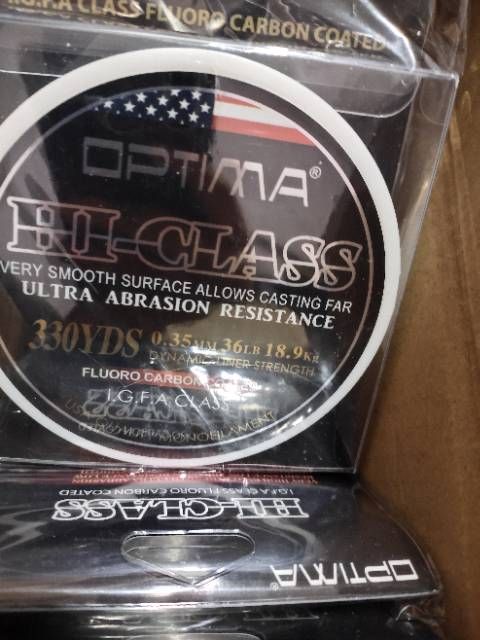 I.G.F.A CLASS FLUORO CARBON COATED
OPTIMA®
HI-CLASS
VERY SMOOTH SURFACE ALLOWS CASTING FAR
ULTRA ABRASION RESISTANCE
330YDS 0.35MM 36LB 18.9KG
DYNAMIC LINER STRENGTH
FLUORO CARBON COATED
I.G.F.A CLASS
I.G.F.A CLASS FLUORO CARBON COATED
HI-CLASS
OPTIMA